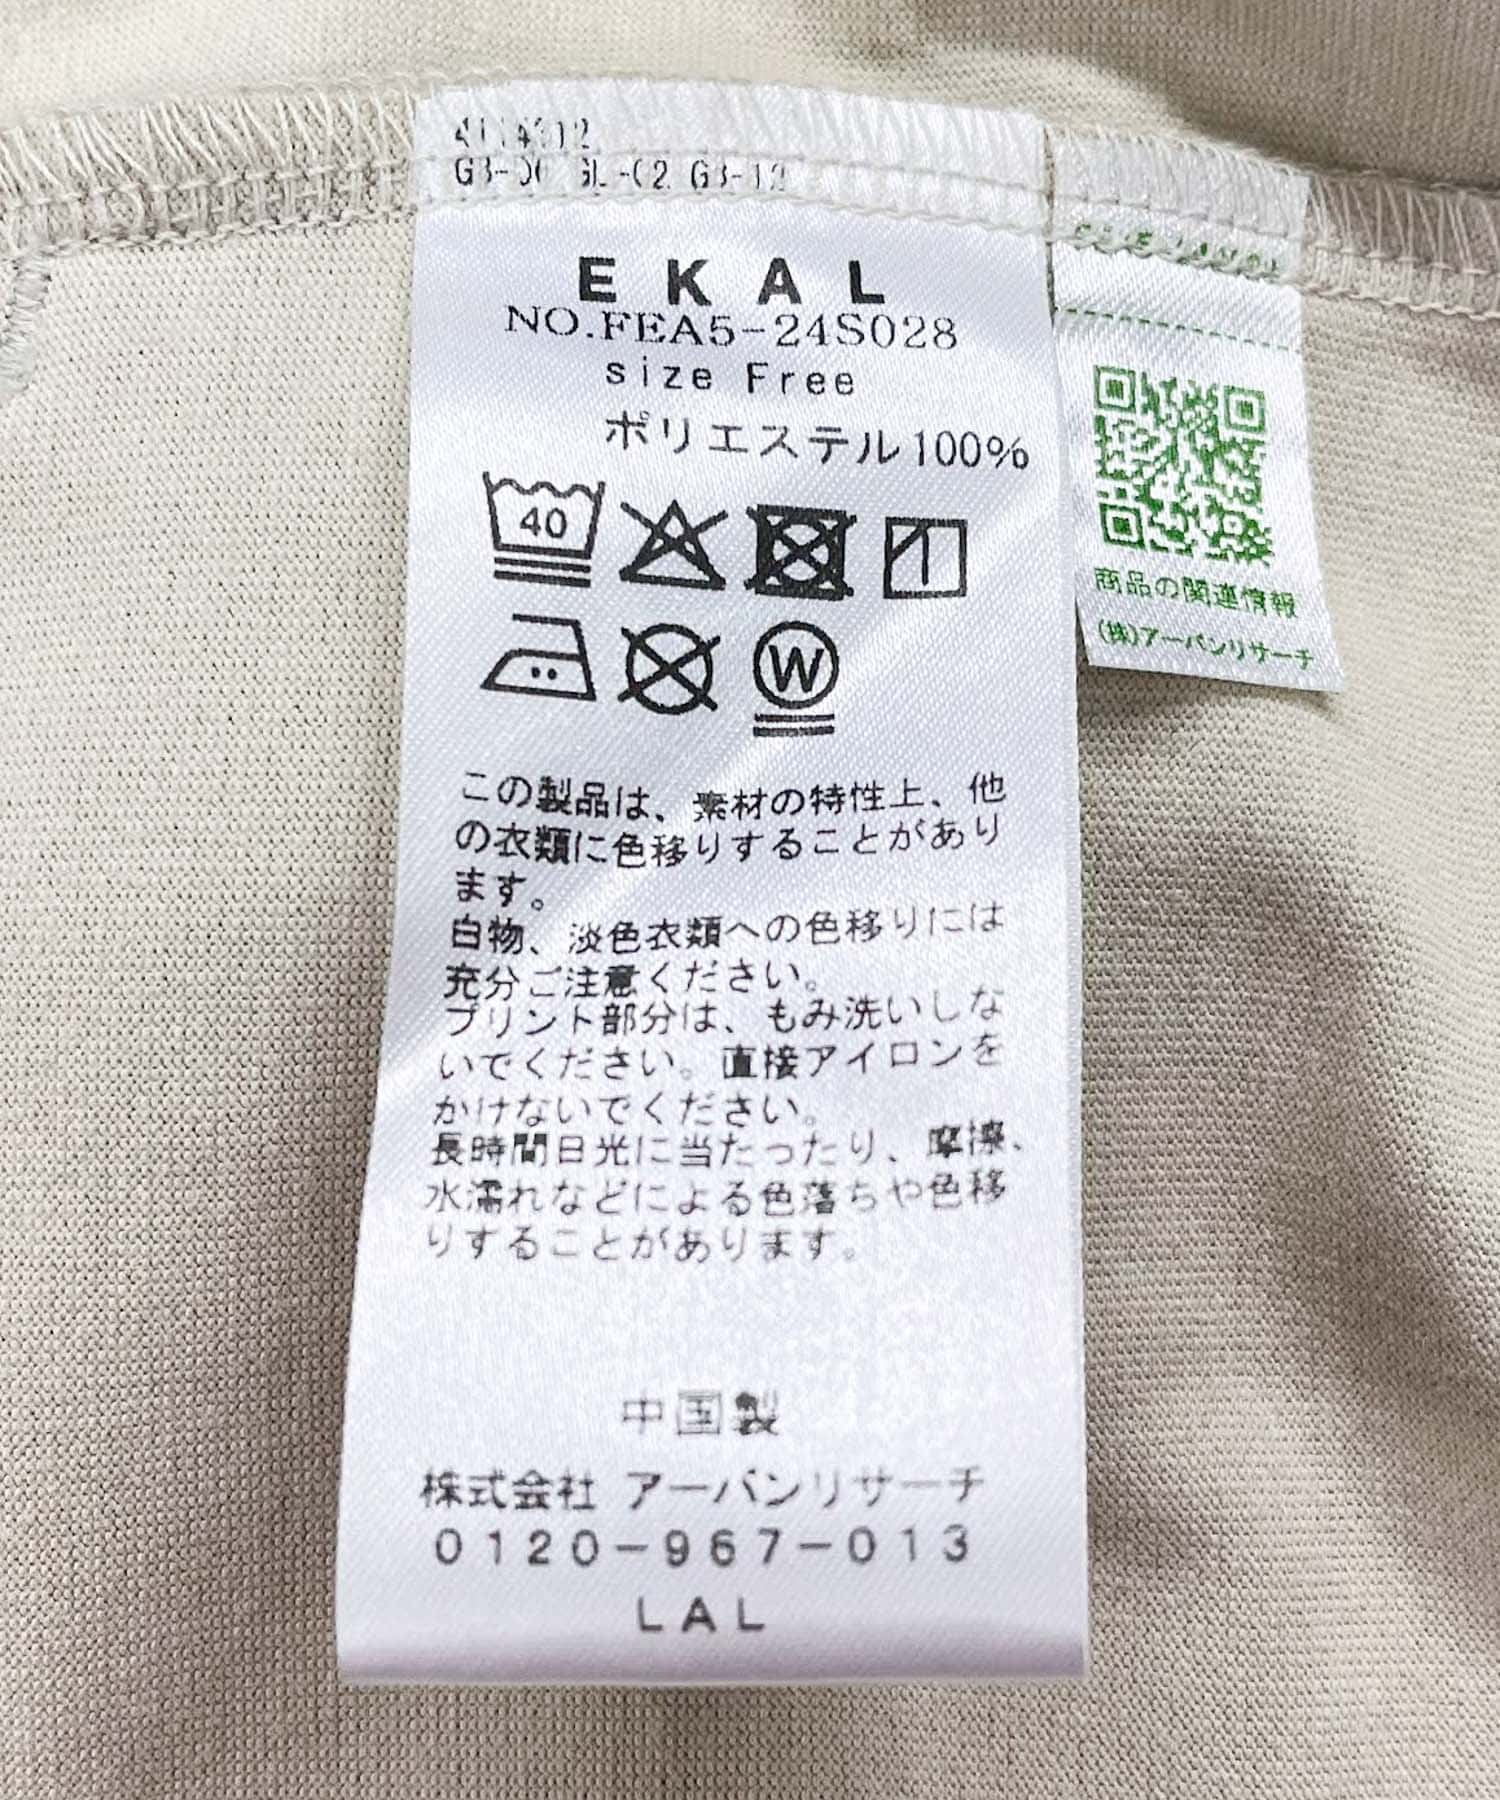 EKAL
NO.FEA5-24S028
size Free
ポリエステル100%
40
W
この製品は、素材の特性上、他
の衣類に色移りすることがあり
ます。
白物、淡色衣類への色移りには
充分ご注意ください。
プリント部分は、もみ洗いしな
いでください。直接アイロンを
かけないでください。
長時間日光に当たったり、摩擦、
水濡れなどによる色落ちや色移
りすることがあります。
中国製
株式会社 アーバンリサーチ
0120-967-013
LAL
商品の関連情報
(株)アーバンリサーチ